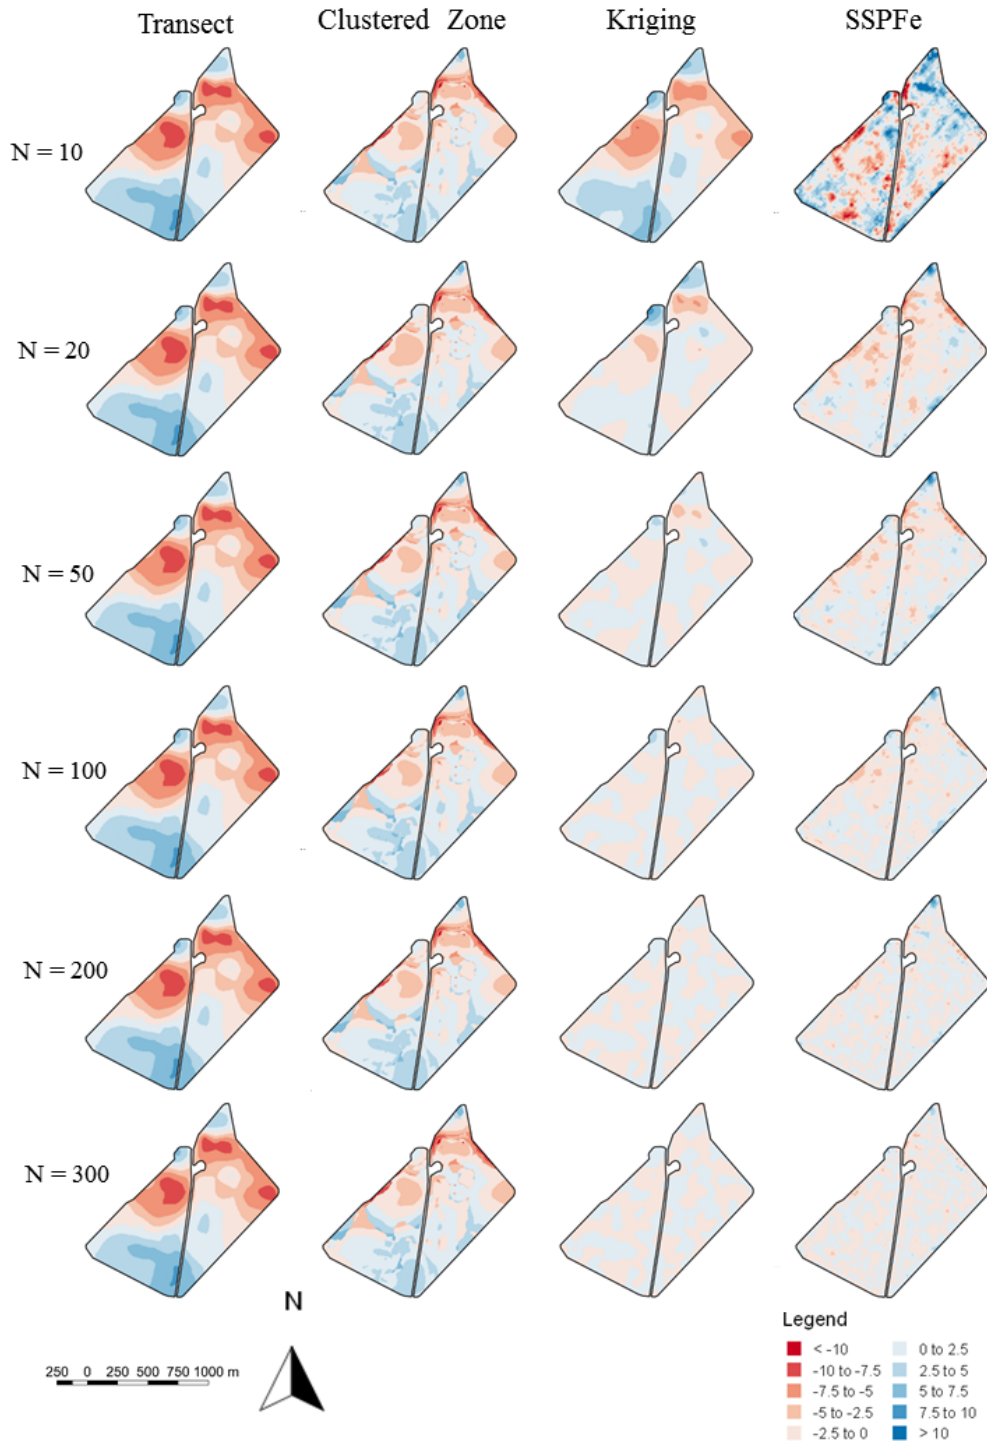 Transect Clustered Zone Kriging SSPFe
N = 10
N = 20
N = 50
N = 100
N = 200
N = 300
N
250 0 250 500 750 1000 m
Legend
< -10 0 to 2.5
-10 to -7.5 2.5 to 5
-7.5 to -5 5 to 7.5
-5 to -2.5 7.5 to 10
-2.5 to 0 > 10